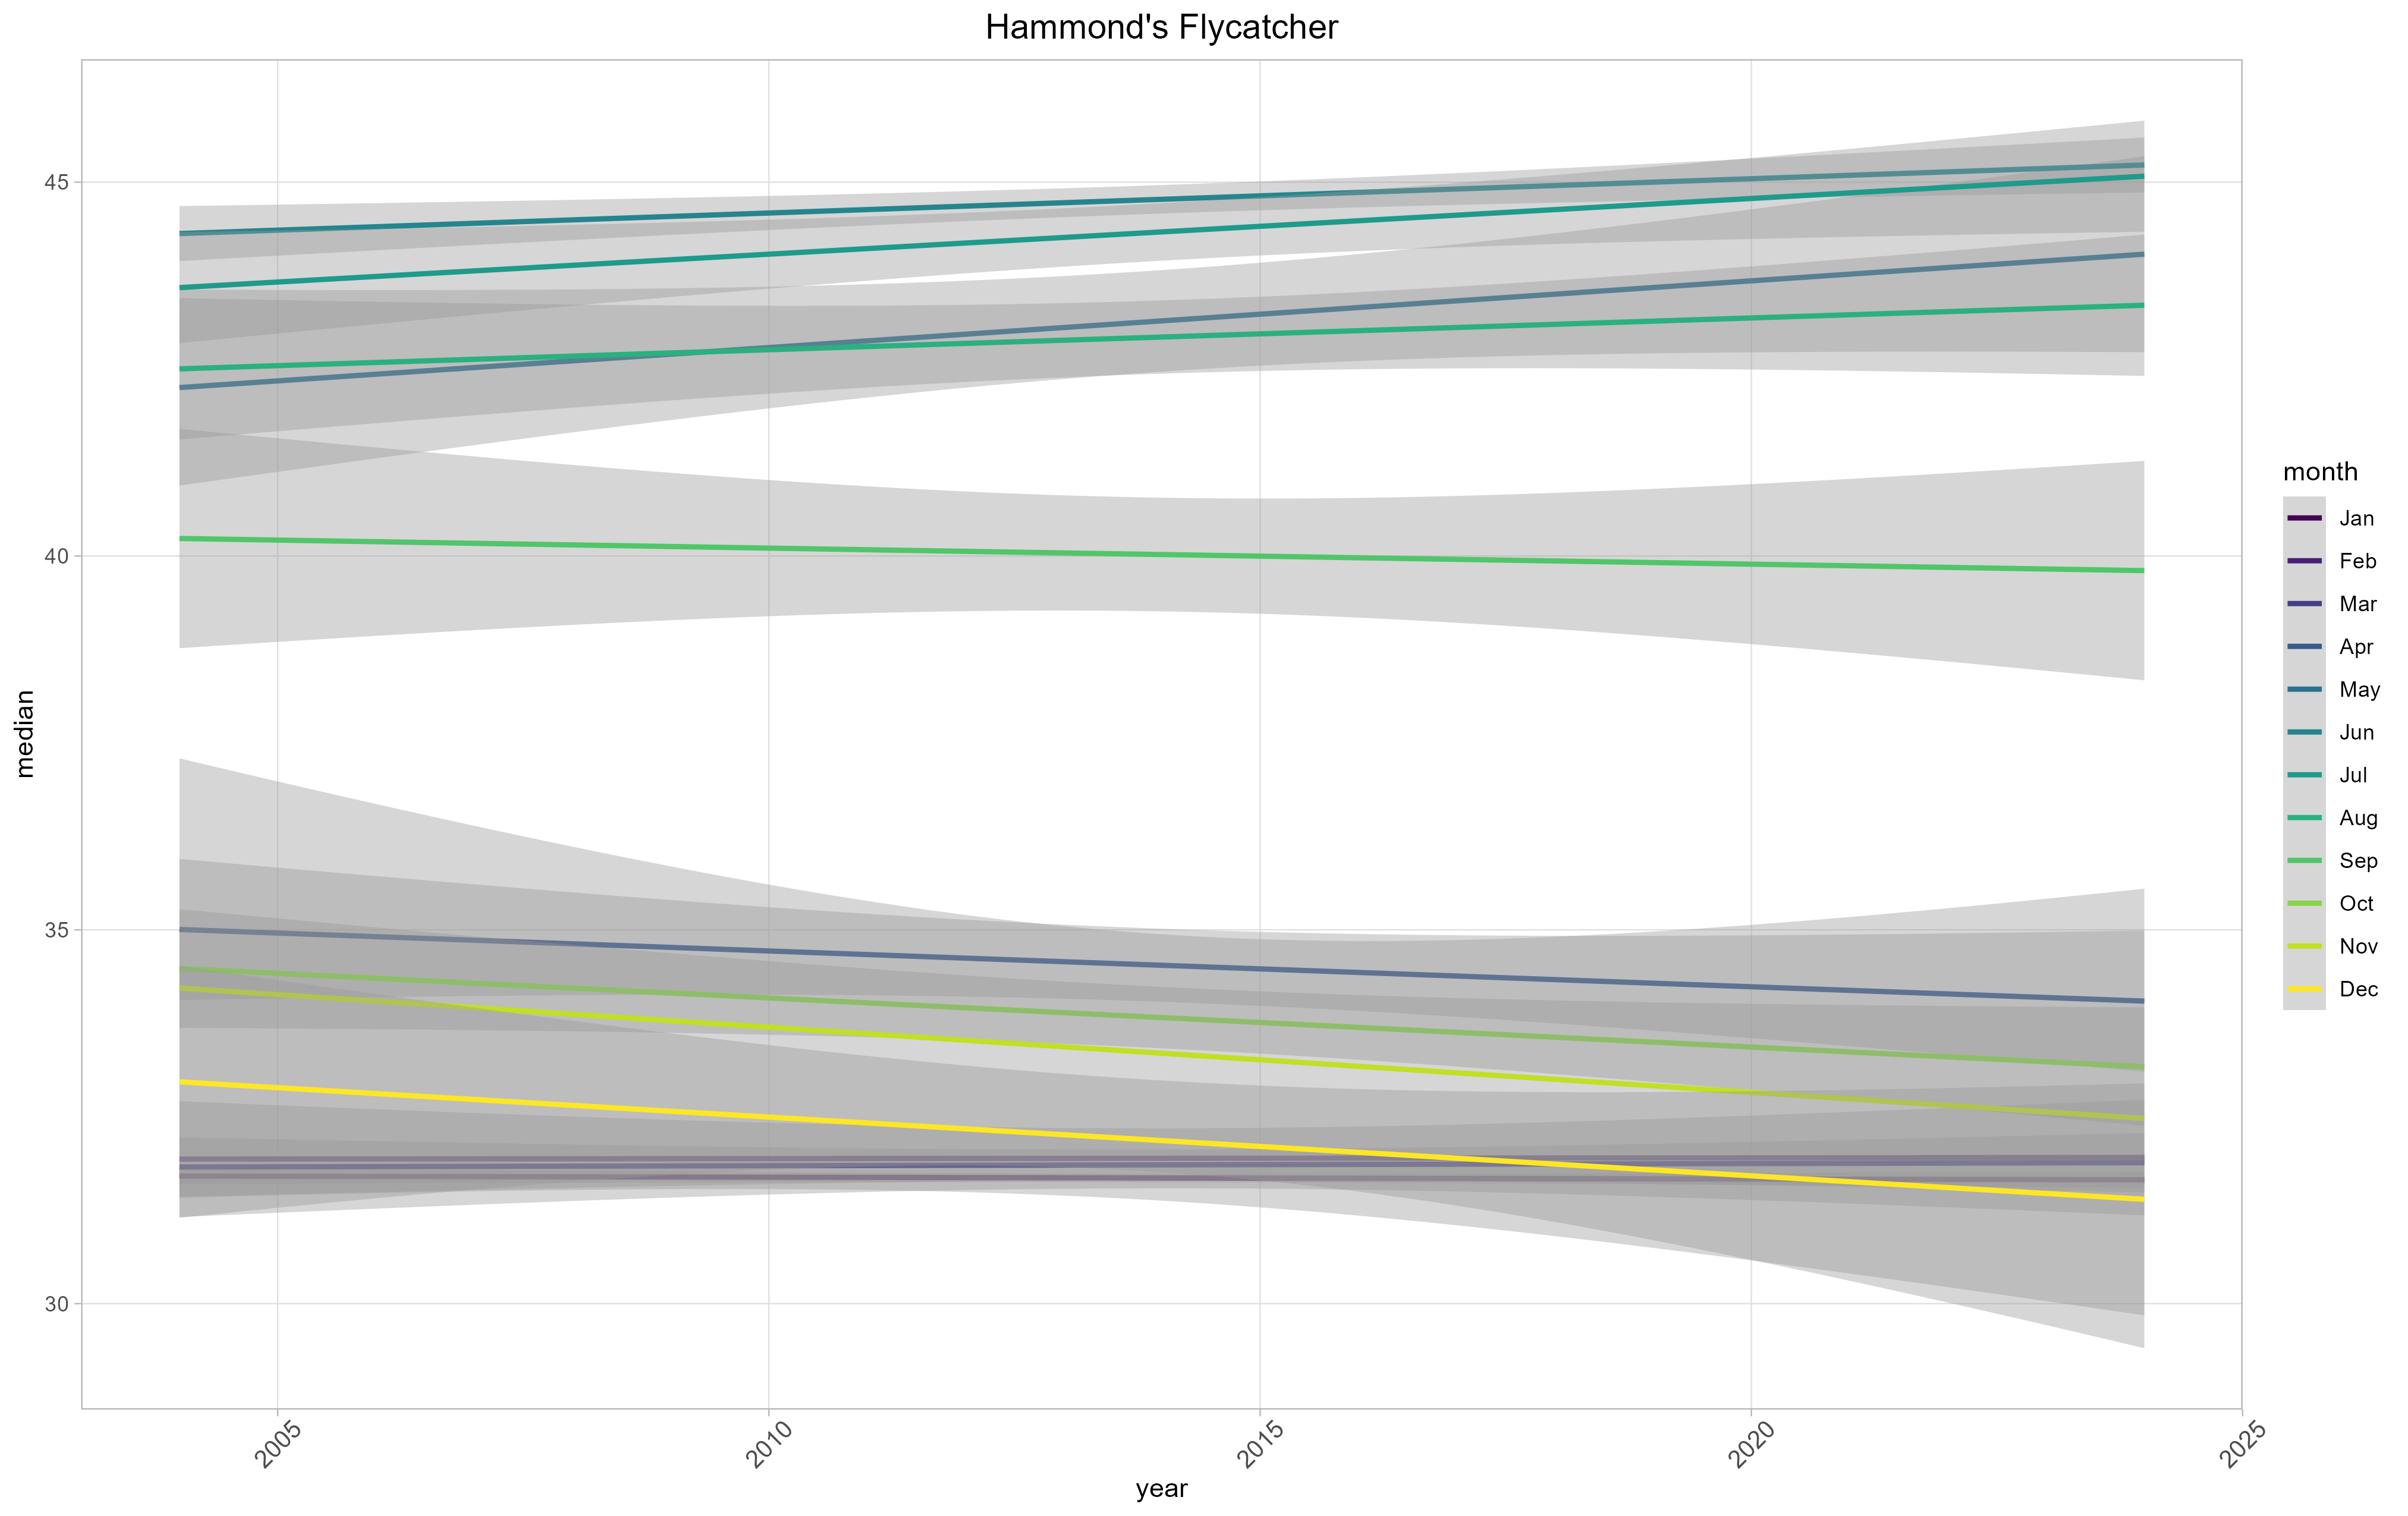 Hammond's Flycatcher
45
40
35
30
median
2005
2010
2015
2020
2025
year
month
Jan
Feb
Mar
Apr
May
Jun
Jul
Aug
Sep
Oct
Nov
Dec